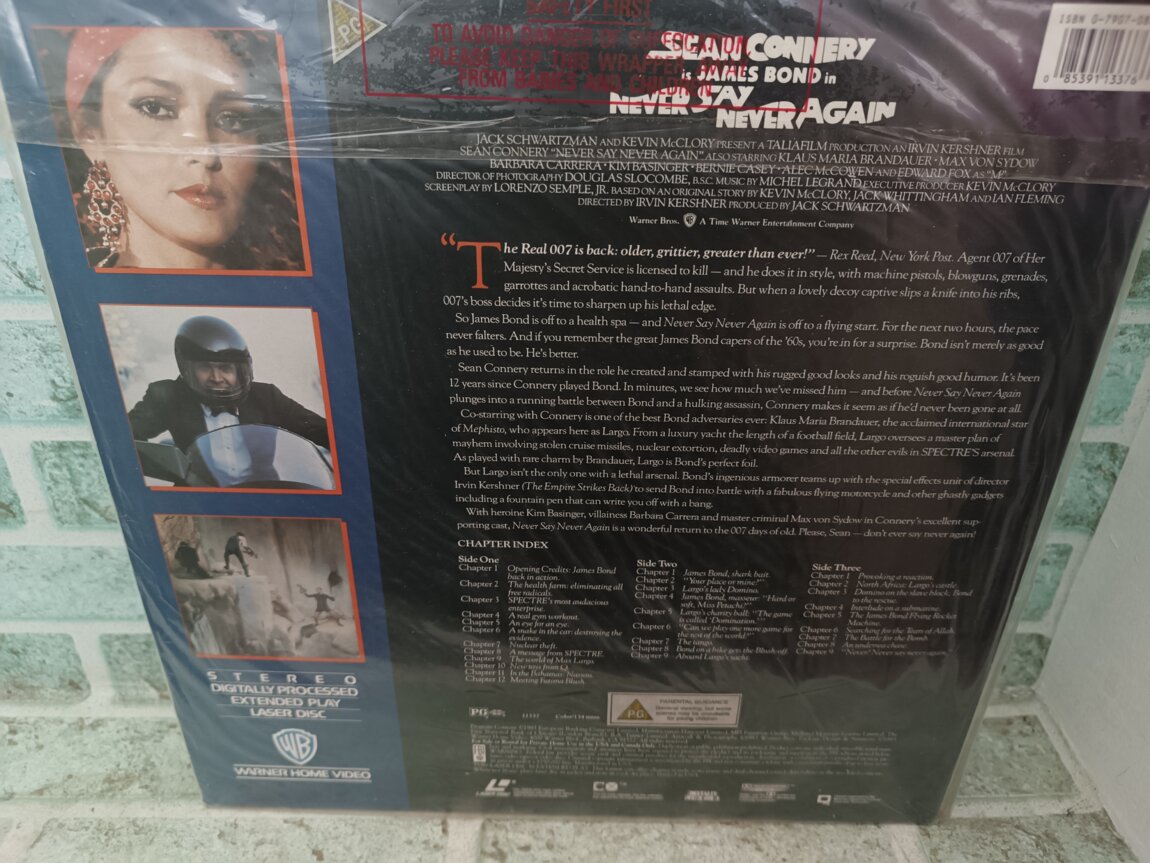 SAFETY FIRST
TO AVOID DANGER OF SUFFOCATION
PLEASE KEEP THIS WRAPPER AWAY
FROM BABIES AND CHILDREN
PG
ISBN 0-7907-08
0 85391 13376
SEAN CONNERY
is JAMES BOND in
NEVER SAY
NEVER AGAIN
JACK SCHWARTZMAN AND KEVIN McCLORY PRESENT A TALIAFILM PRODUCTION AN IRVIN KERSHNER FILM
SEAN CONNERY "NEVER SAY NEVER AGAIN" ALSO STARRING KLAUS MARIA BRANDAUER • MAX VON SYDOW
BARBARA CARRERA • KIM BASINGER • BERNIE CASEY • ALEC McCOWEN AND EDWARD FOX AS "M"
DIRECTOR OF PHOTOGRAPHY DOUGLAS SLOCOMBE, B.S.C. MUSIC BY MICHEL LEGRAND EXECUTIVE PRODUCER KEVIN McCLORY
SCREENPLAY BY LORENZO SEMPLE, JR. BASED ON AN ORIGINAL STORY BY KEVIN McCLORY, JACK WHITTINGHAM AND IAN FLEMING
DIRECTED BY IRVIN KERSHNER PRODUCED BY JACK SCHWARTZMAN
Warner Bros. WB A Time Warner Entertainment Company
"The Real 007 is back: older, grittier, greater than ever!" — Rex Reed, New York Post. Agent 007 of Her
Majesty's Secret Service is licensed to kill — and he does it in style, with machine pistols, blowguns, grenades,
garrottes and acrobatic hand-to-hand assaults. But when a lovely decoy captive slips a knife into his ribs,
007's boss decides it's time to sharpen up his lethal edge.
So James Bond is off to a health spa — and Never Say Never Again is off to a flying start. For the next two hours, the pace
never falters. And if you remember the great James Bond capers of the '60s, you're in for a surprise. Bond isn't merely as good
as he used to be. He's better.
Sean Connery returns in the role he created and stamped with his rugged good looks and his roguish good humor. It's been
12 years since Connery played Bond. In minutes, we see how much we've missed him — and before Never Say Never Again
plunges into a running battle between Bond and a hulking assassin, Connery makes it seem as if he'd never been gone at all.
Co-starring with Connery is one of the best Bond adversaries ever: Klaus Maria Brandauer, the acclaimed international star
of Mephisto, who appears here as Largo. From a luxury yacht the length of a football field, Largo oversees a master plan of
mayhem involving stolen cruise missiles, nuclear extortion, deadly video games and all the other evils in SPECTRE'S arsenal.
As played with rare charm by Brandauer, Largo is Bond's perfect foil.
But Largo isn't the only one with a lethal arsenal. Bond's ingenious armorer teams up with the special effects unit of director
Irvin Kershner (The Empire Strikes Back) to send Bond into battle with a fabulous flying motorcycle and other ghastly gadgets
including a fountain pen that can write you off with a bang.
With heroine Kim Basinger, villainess Barbara Carrera and master criminal Max von Sydow in Connery's excellent sup-
porting cast, Never Say Never Again is a wonderful return to the 007 days of old. Please, Sean — don't ever say never again!
CHAPTER INDEX
Side One
Chapter 1 Opening Credits: James Bond
back in action.
Chapter 2 The health farm: eliminating all
free radicals.
Chapter 3 SPECTRE's most audacious
enterprise.
Chapter 4 A real gym workout.
Chapter 5 An eye for an eye.
Chapter 6 A snake in the car: destroying the
evidence.
Chapter 7 Nuclear theft.
Chapter 8 A message from SPECTRE.
Chapter 9 The world of Max Largo.
Chapter 10 New toys from Q.
Chapter 11 In the Bahamas: Nassau.
Chapter 12 Meeting Fatima Blush.
Side Two
Chapter 1 James Bond, shark bait.
Chapter 2 "Your place or mine?"
Chapter 3 Largo's lady Domino.
Chapter 4 James Bond, masseur: "Hard or
soft, Miss Petachi?"
Chapter 5 Largo's charity ball: "The game
is called 'Domination.'"
Chapter 6 "Can we play one more game for
the rest of the world?"
Chapter 7 The tango.
Chapter 8 Bond on a bike gets the Blush-off.
Chapter 9 Aboard Largo's yacht.
Side Three
Chapter 1 Provoking a reaction.
Chapter 2 North Africa: Largo's castle.
Chapter 3 Domino on the slave block; Bond
to the rescue.
Chapter 4 Interlude on a submarine.
Chapter 5 The James Bond Flying Rocket
Machine.
Chapter 6 Searching for the Tears of Allah.
Chapter 7 The Battle for the Bomb.
Chapter 8 An undersea chase.
Chapter 9 "Never? Never say never again."
STEREO
DIGITALLY PROCESSED
EXTENDED PLAY
LASER DISC
WB
WARNER HOME VIDEO
PG
Color/134 mins
PG
PARENTAL GUIDANCE
General viewing, but some
scenes may be unsuitable
for young children